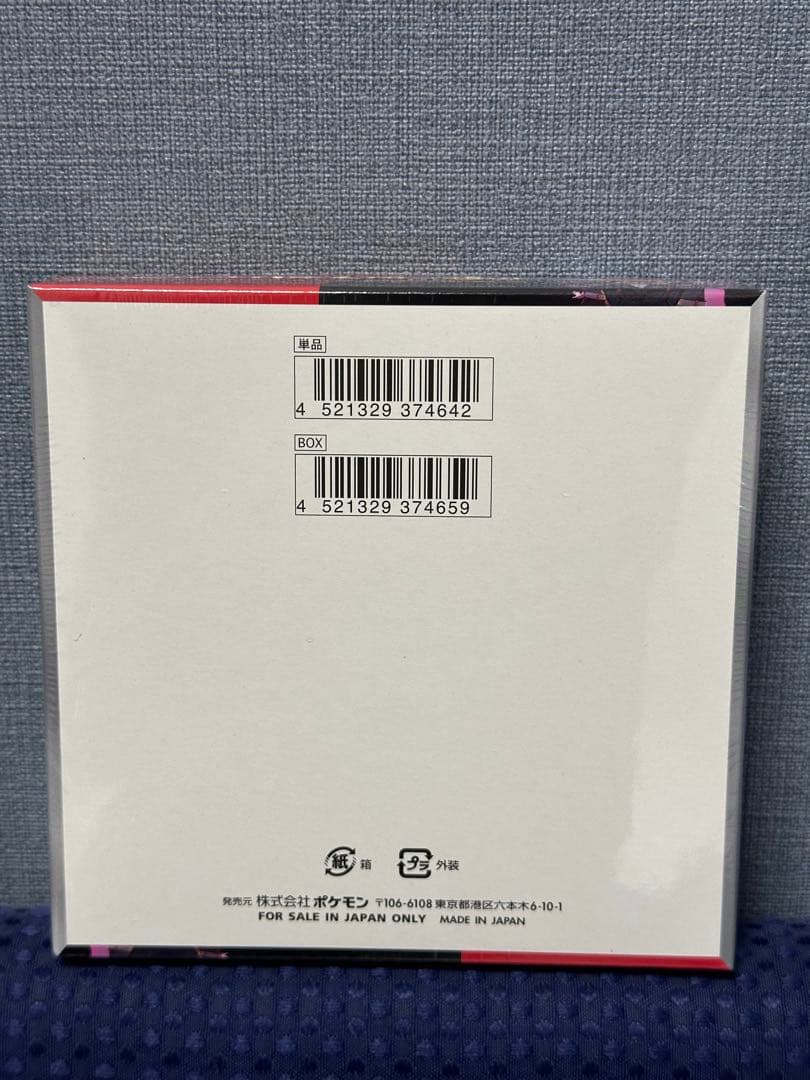 単品
4 521329 374642
BOX
4 521329 374659
紙 箱 プラ 外装
発売元 株式会社ポケモン 〒106-6108 東京都港区六本木6-10-1
FOR SALE IN JAPAN ONLY MADE IN JAPAN